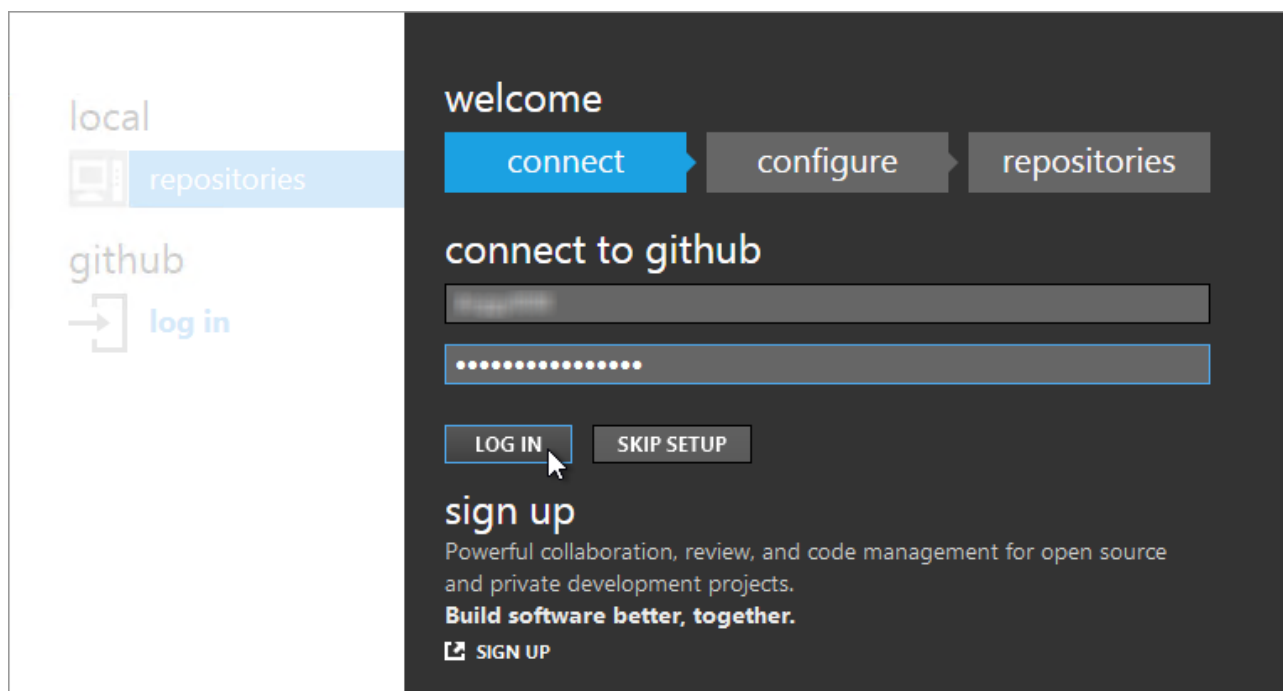 local
repositories
github
log in
welcome
connect
configure
repositories
connect to github
••••••••••••••••
LOG IN
SKIP SETUP
sign up
Powerful collaboration, review, and code management for open source
and private development projects.
Build software better, together.
SIGN UP